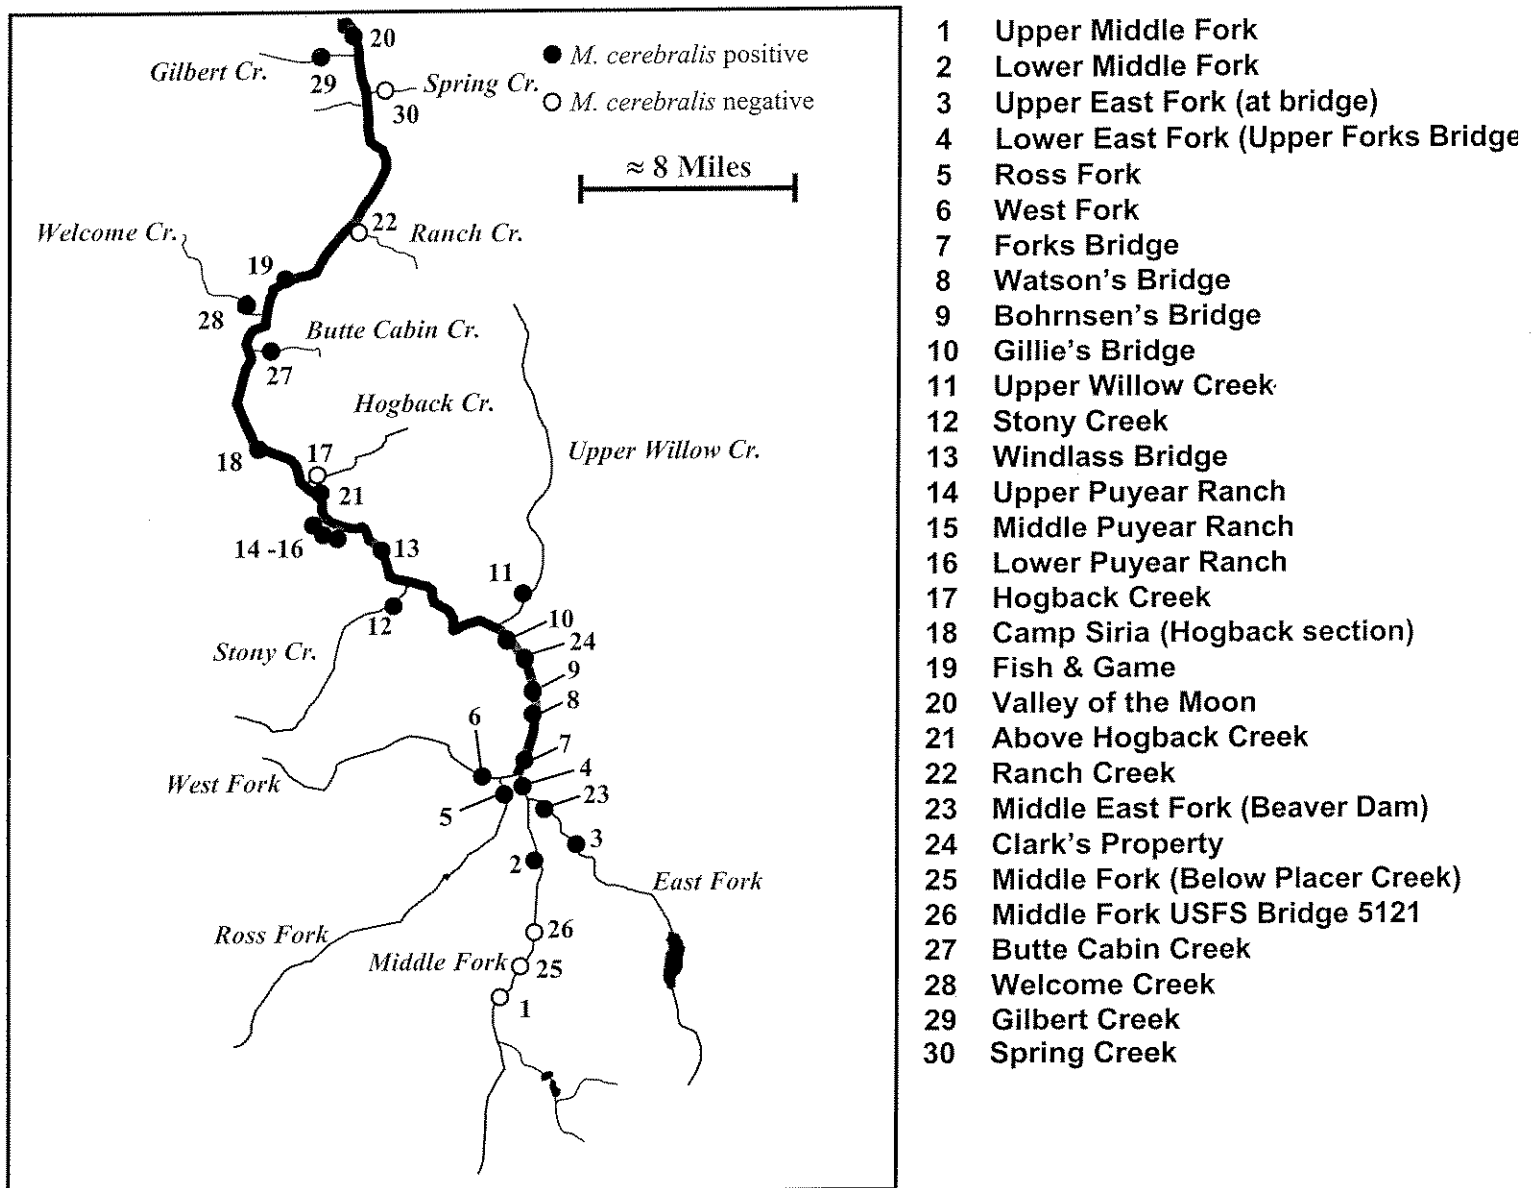 20
● M. cerebralis positive
Gilbert Cr.
29
Spring Cr.
30
○ M. cerebralis negative
≈ 8 Miles
Welcome Cr.
22
Ranch Cr.
19
28
Butte Cabin Cr.
27
Hogback Cr.
18
17
Upper Willow Cr.
21
14 -16
13
11
12
10
Stony Cr.
24
9
8
6
7
West Fork
4
5
23
3
2
East Fork
Ross Fork
26
Middle Fork
25
1
1 Upper Middle Fork
2 Lower Middle Fork
3 Upper East Fork (at bridge)
4 Lower East Fork (Upper Forks Bridge
5 Ross Fork
6 West Fork
7 Forks Bridge
8 Watson's Bridge
9 Bohrnsen's Bridge
10 Gillie's Bridge
11 Upper Willow Creek
12 Stony Creek
13 Windlass Bridge
14 Upper Puyear Ranch
15 Middle Puyear Ranch
16 Lower Puyear Ranch
17 Hogback Creek
18 Camp Siria (Hogback section)
19 Fish & Game
20 Valley of the Moon
21 Above Hogback Creek
22 Ranch Creek
23 Middle East Fork (Beaver Dam)
24 Clark's Property
25 Middle Fork (Below Placer Creek)
26 Middle Fork USFS Bridge 5121
27 Butte Cabin Creek
28 Welcome Creek
29 Gilbert Creek
30 Spring Creek